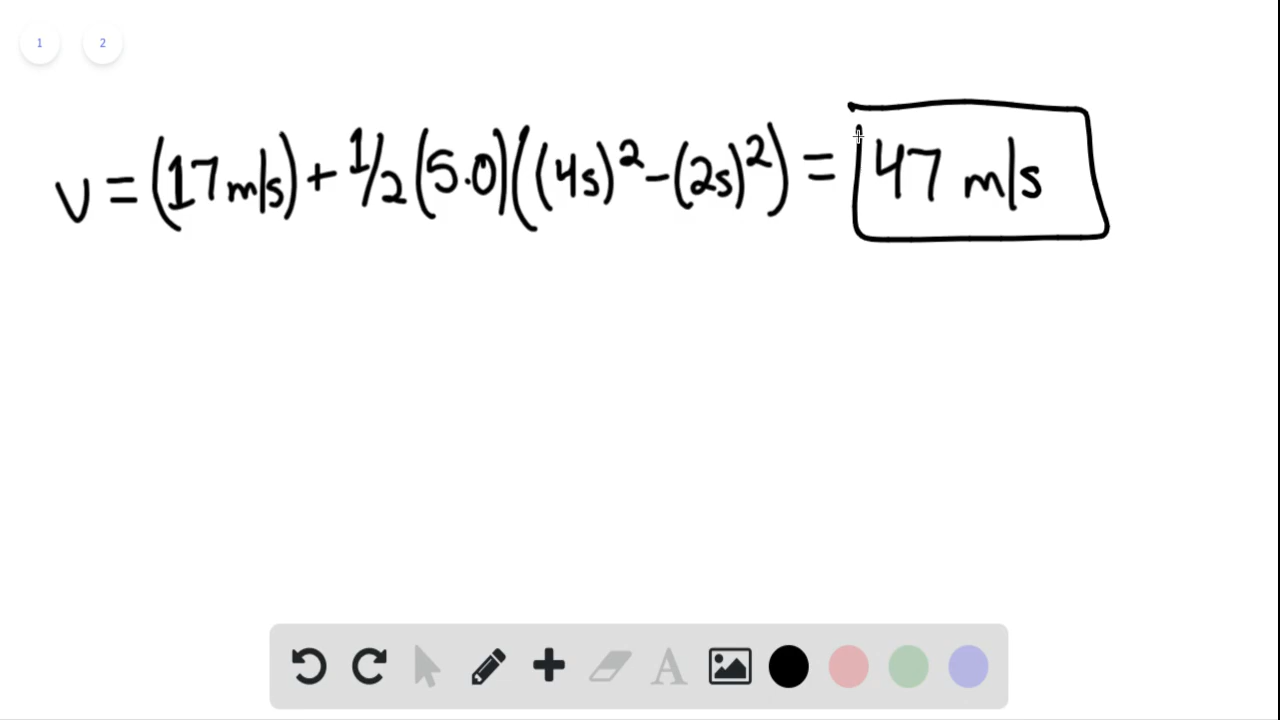 1 2
v = (17 m/s) + 1/2 (5.0)((4s)² - (2s)²) = 47 m/s
A